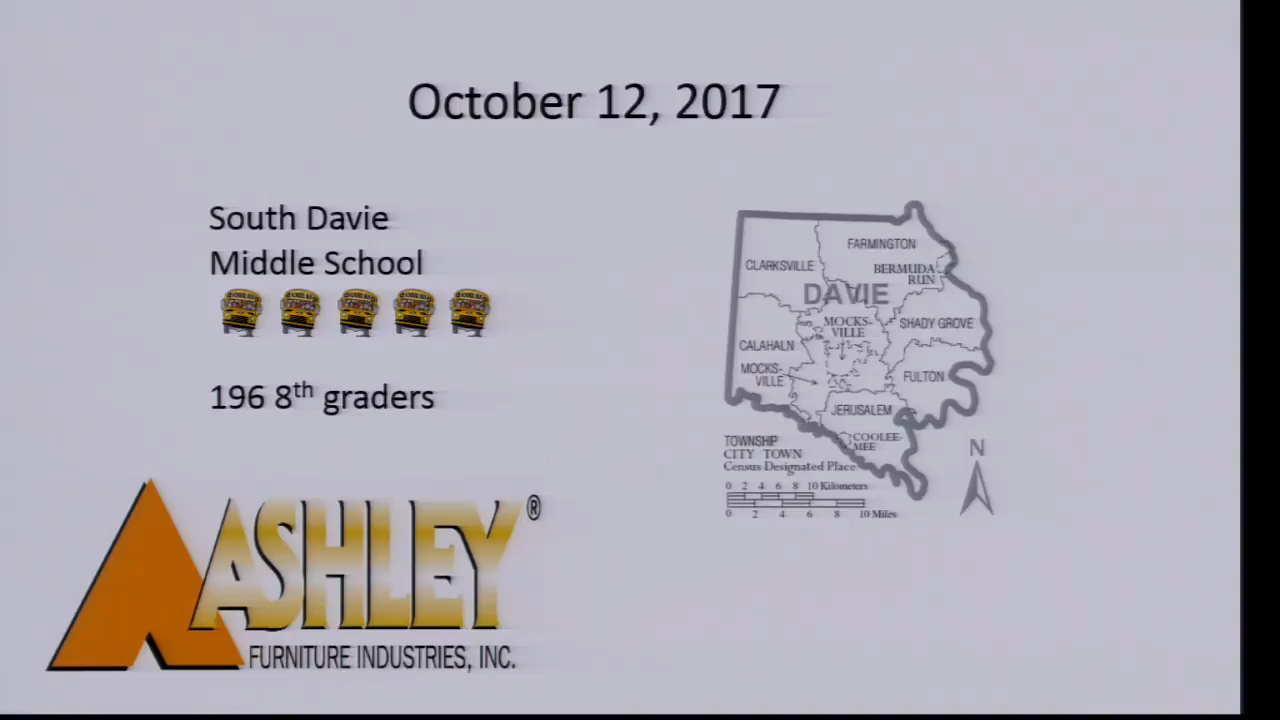 October 12, 2017
South Davie
Middle School
196 8th graders
ASHLEY®
FURNITURE INDUSTRIES, INC.
FARMINGTON
CLARKSVILLE
BERMUDA
RUN
DAVIE
MOCKS-
VILLE
SHADY GROVE
CALAHALN
MOCKS-
VILLE
FULTON
JERUSALEM
COOLEE-
MEE
TOWNSHIP
CITY TOWN
Census Designated Place
0 2 4 6 8 10 Kilometers
0 2 4 6 8 10 Miles
N